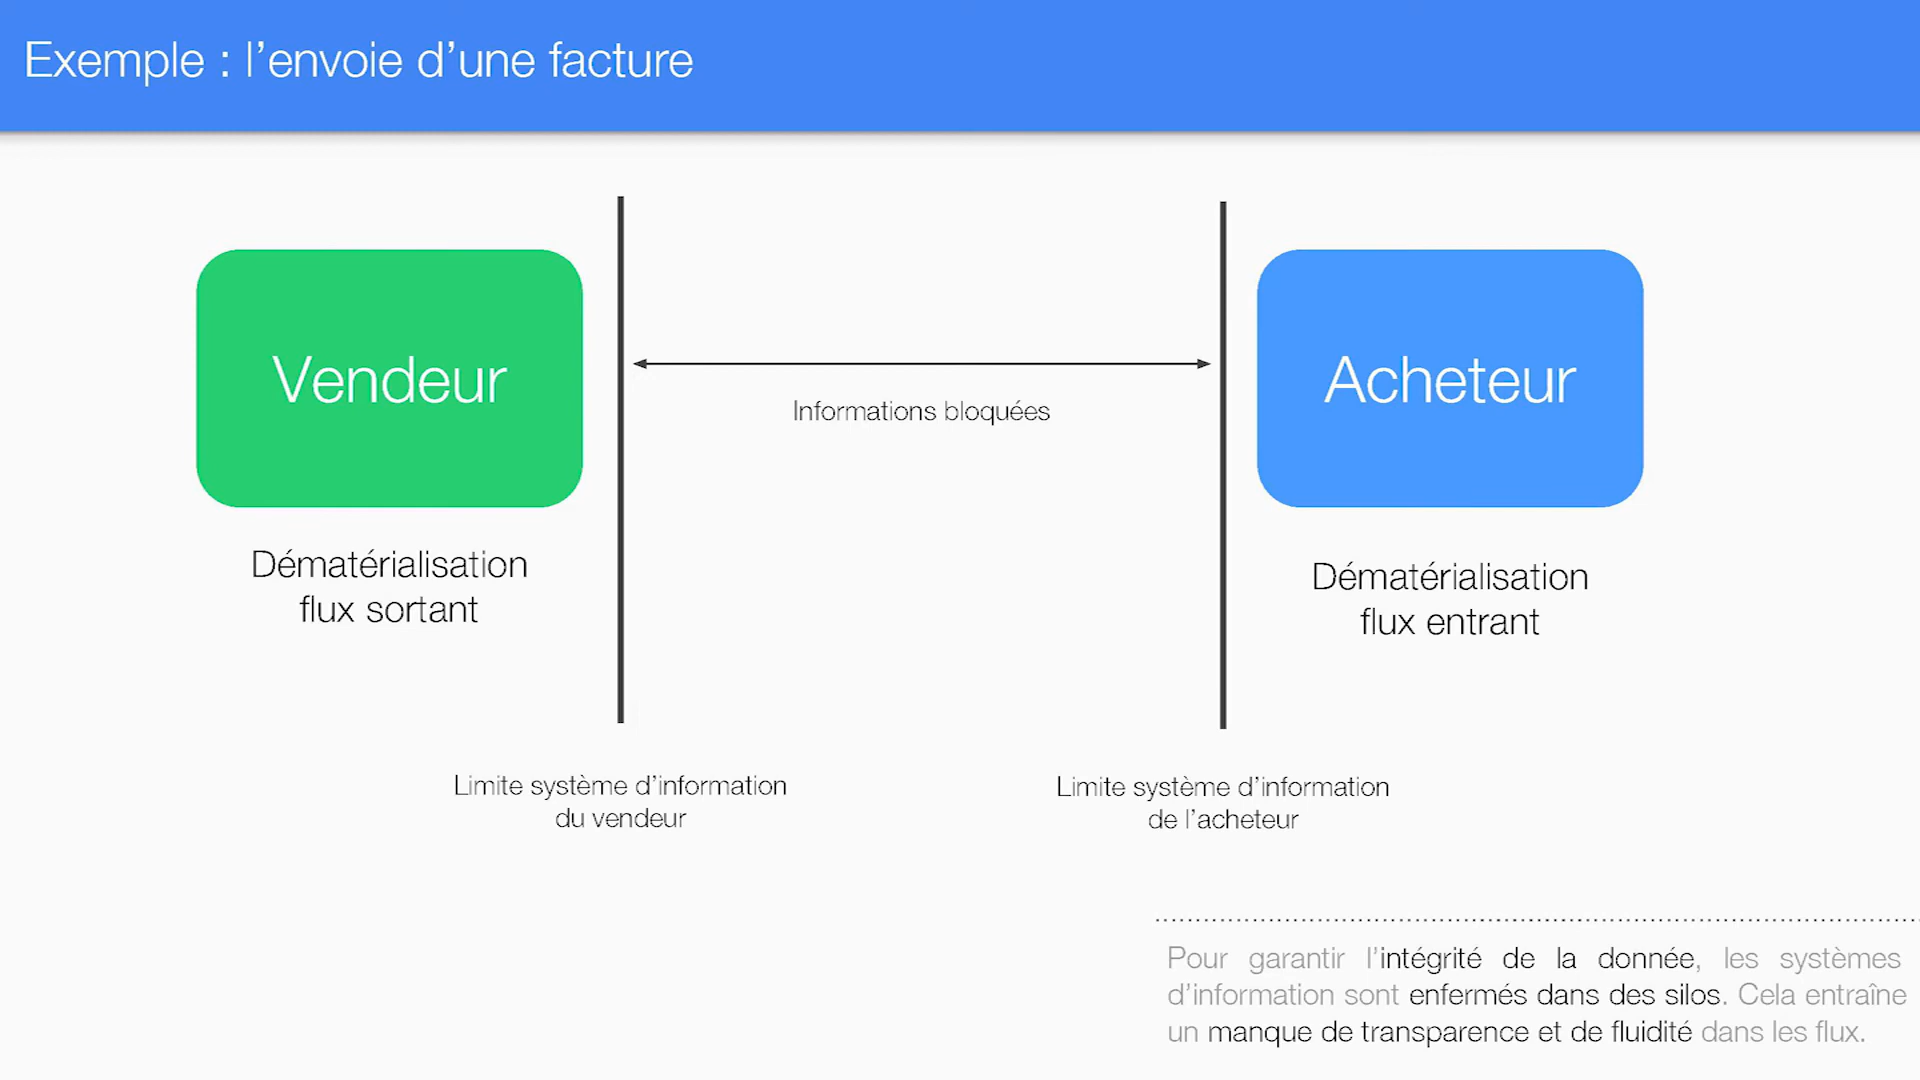 Exemple : l’envoie d’une facture
Vendeur
Acheteur
Informations bloquées
Dématérialisation
flux sortant
Dématérialisation
flux entrant
Limite système d’information
du vendeur
Limite système d’information
de l’acheteur
Pour garantir l’intégrité de la donnée, les systèmes
d’information sont enfermés dans des silos. Cela entraîne
un manque de transparence et de fluidité dans les flux.